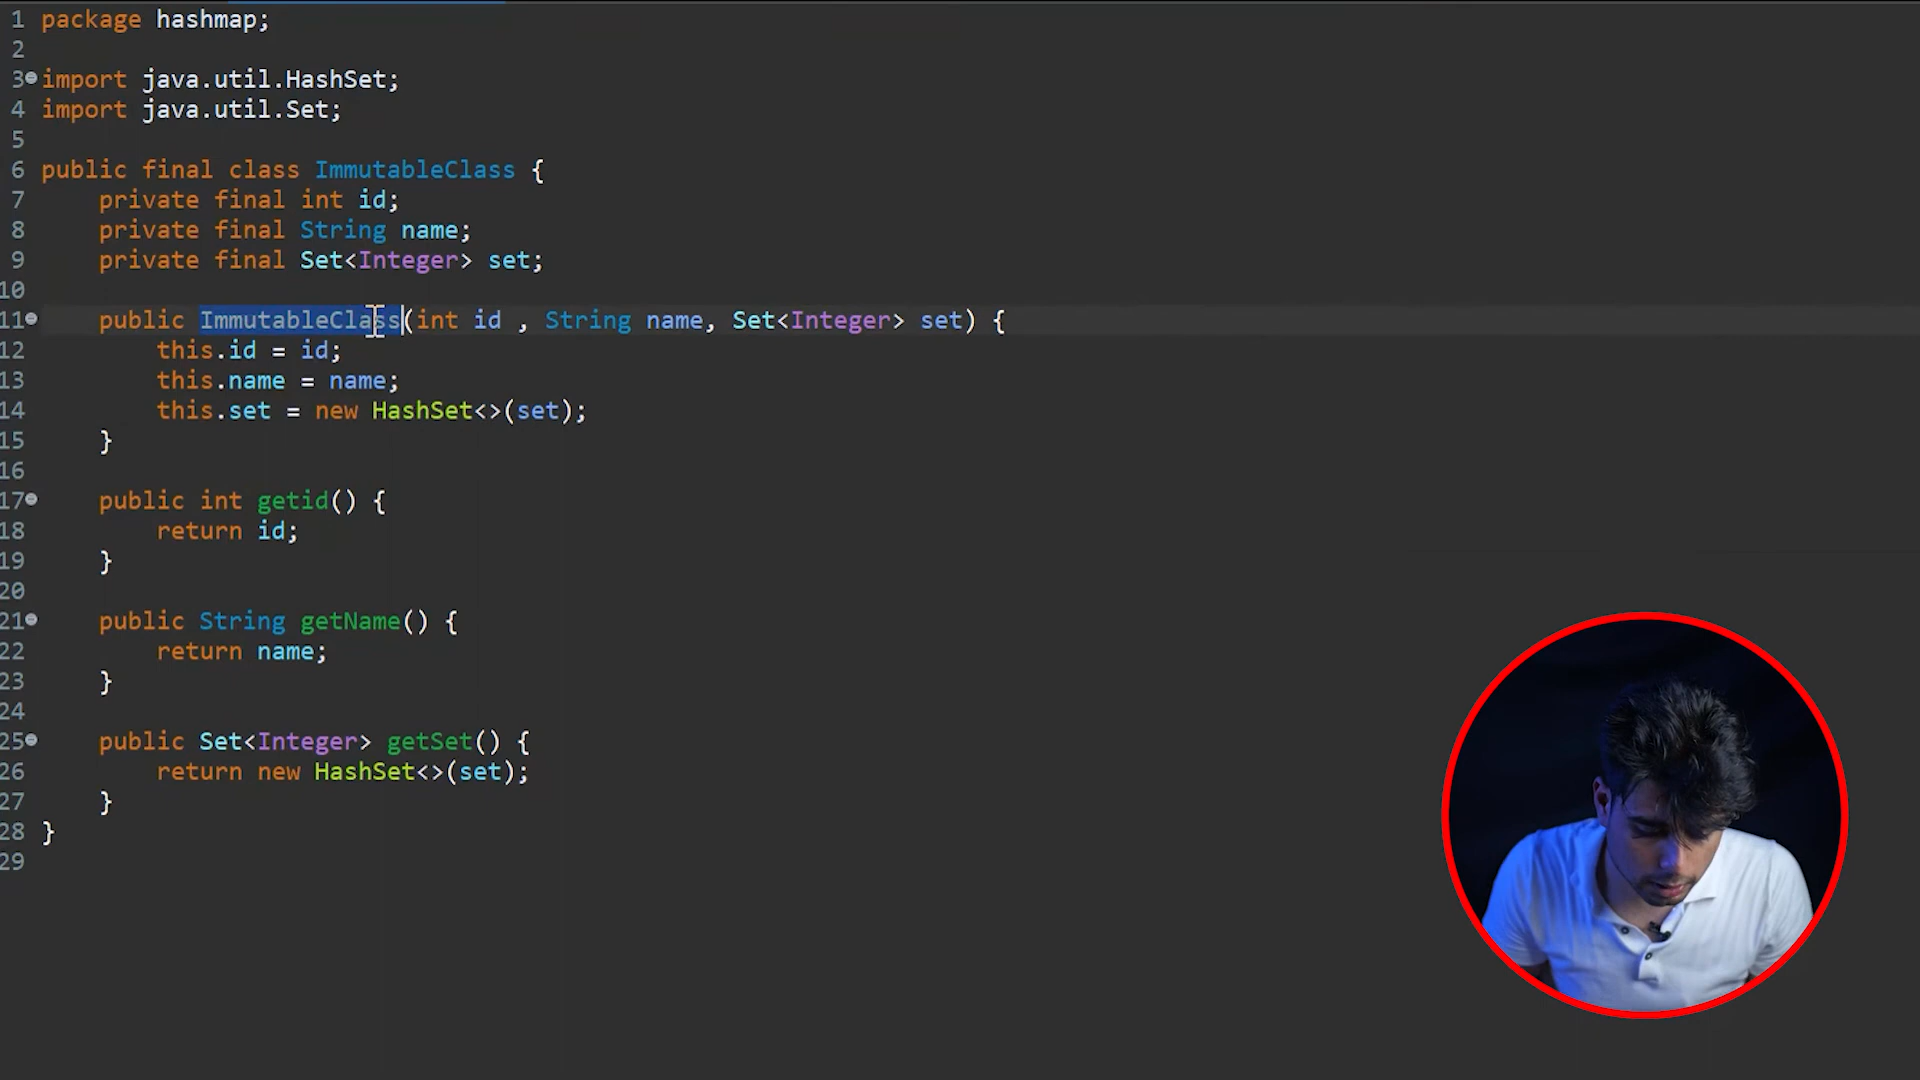 1 package hashmap;
2
3 import java.util.HashSet;
4 import java.util.Set;
5
6 public final class ImmutableClass {
7     private final int id;
8     private final String name;
9     private final Set<Integer> set;
10
11     public ImmutableClass(int id , String name, Set<Integer> set) {
12         this.id = id;
13         this.name = name;
14         this.set = new HashSet<>(set);
15     }
16
17     public int getid() {
18         return id;
19     }
20
21     public String getName() {
22         return name;
23     }
24
25     public Set<Integer> getSet() {
26         return new HashSet<>(set);
27     }
28 }
29